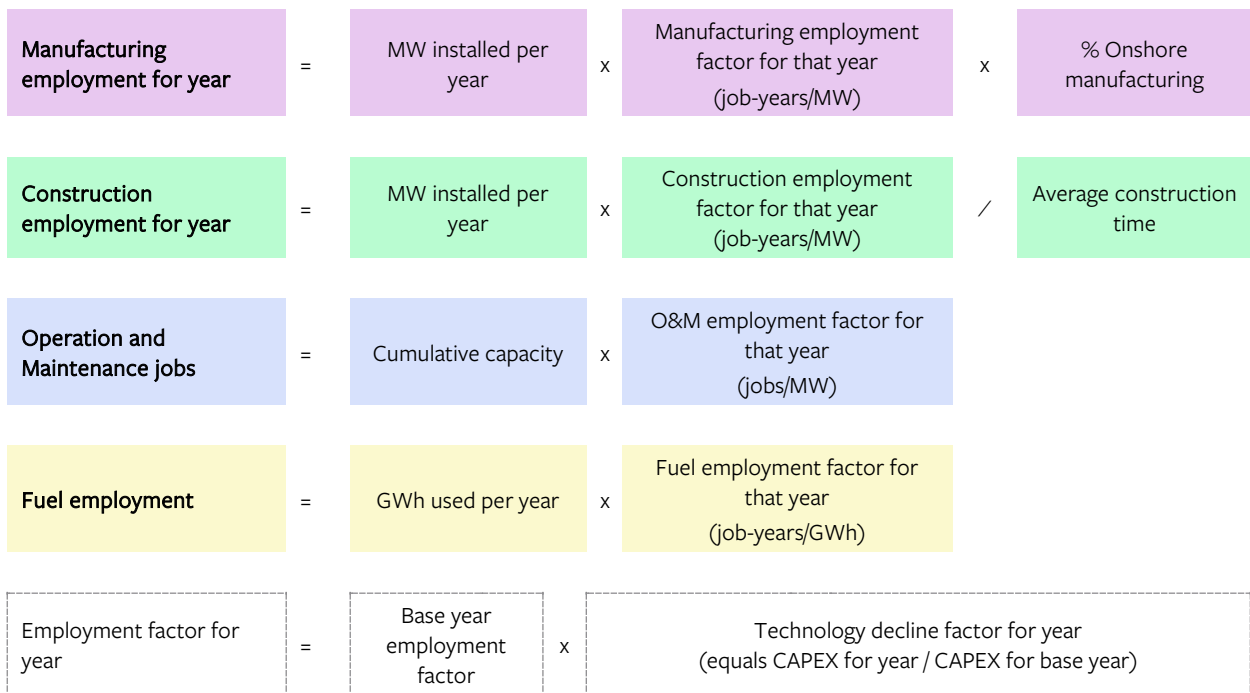 Manufacturing
employment for year
=
MW installed per
year
x
Manufacturing employment
factor for that year
(job-years/MW)
x
% Onshore
manufacturing
Construction
employment for year
=
MW installed per
year
x
Construction employment
factor for that year
(job-years/MW)
/
Average construction
time
Operation and
Maintenance jobs
=
Cumulative capacity
x
O&M employment factor for
that year
(jobs/MW)
Fuel employment
=
GWh used per year
x
Fuel employment factor for
that year
(job-years/GWh)
Employment factor for
year
=
Base year
employment
factor
x
Technology decline factor for year
(equals CAPEX for year / CAPEX for base year)